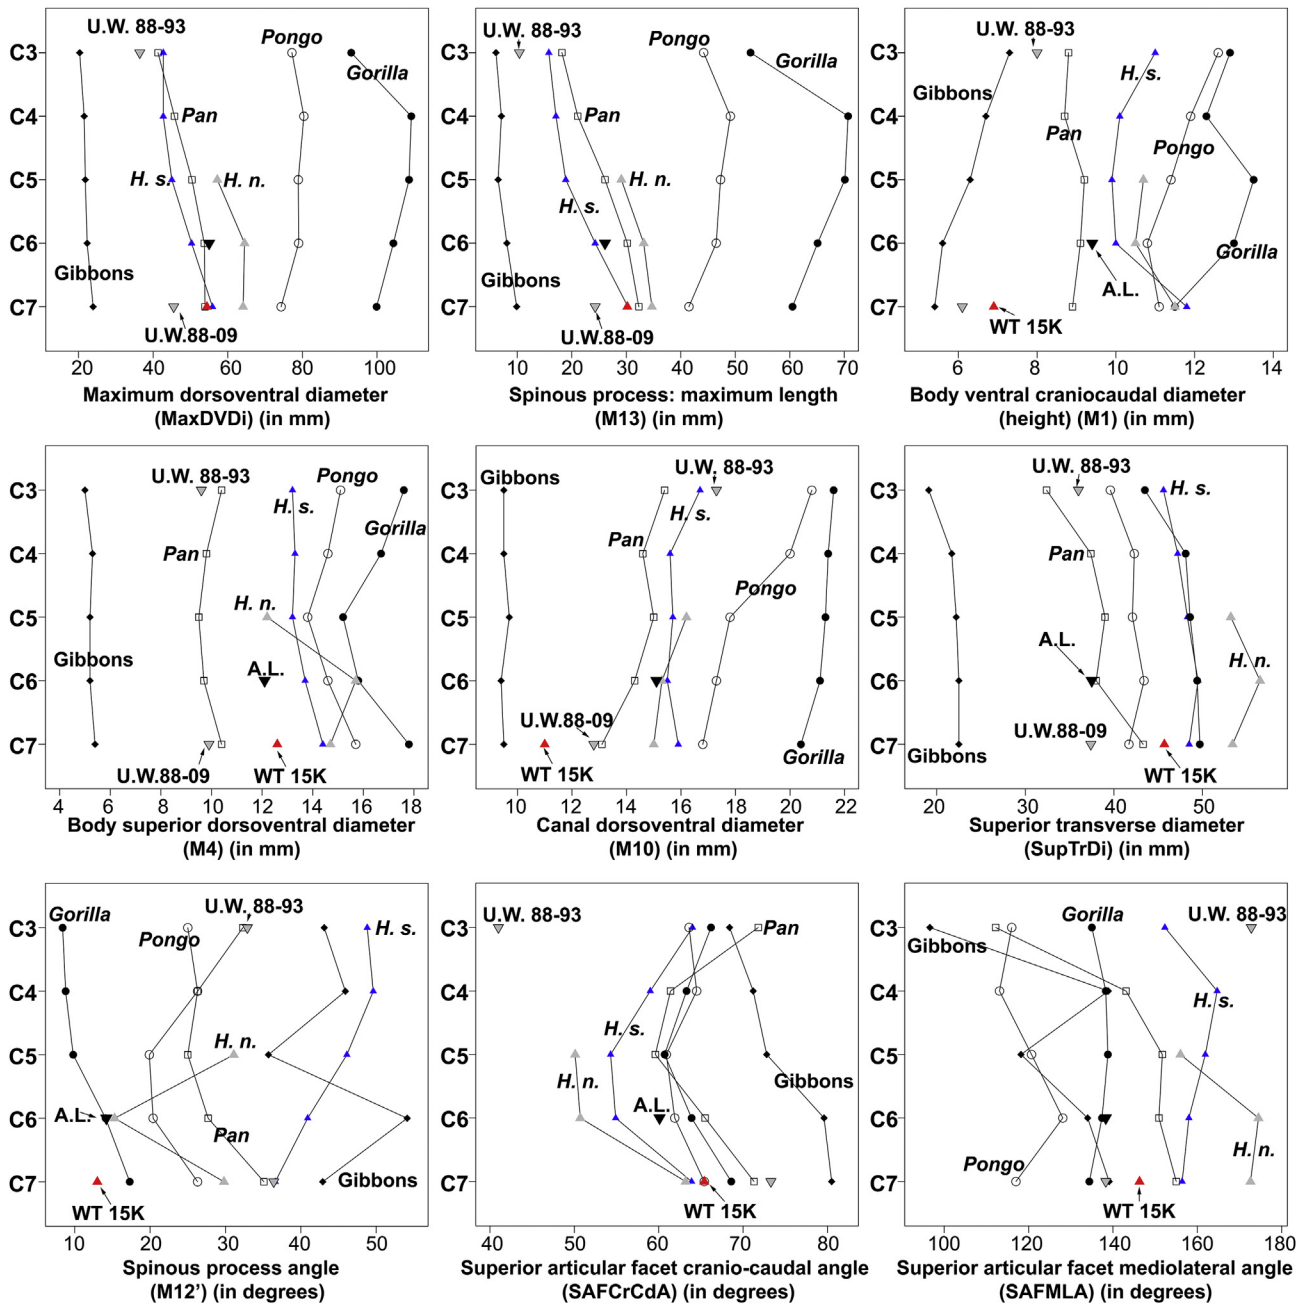 U.W. 88-93
Pongo
C3
Gorilla
C4
Pan
C5
H. s.
H. n.
C6
Gibbons
C7
U.W.88-09
20 40 60 80 100
Maximum dorsoventral diameter
(MaxDVDi) (in mm)
U.W. 88-93
Pongo
C3
Gorilla
C4
Pan
C5
H. n.
H. s.
C6
Gibbons
C7
U.W.88-09
10 20 30 40 50 60 70
Spinous process: maximum length
(M13) (in mm)
U.W. 88-93
C3
H. s.
Gibbons
C4
Pan
Pongo
C5
C6
Gorilla
A.L.
C7
WT 15K
6 8 10 12 14
Body ventral craniocaudal diameter
(height) (M1) (in mm)
U.W. 88-93
Pongo
C3
H. s.
Gorilla
C4
Pan
H. n.
C5
Gibbons
A.L.
C6
C7
U.W.88-09
WT 15K
4 6 8 10 12 14 16 18
Body superior dorsoventral diameter
(M4) (in mm)
U.W. 88-93
Gibbons
C3
H. s.
Pan
C4
Pongo
C5
C6
U.W.88-09
C7
Gorilla
WT 15K
10 12 14 16 18 20 22
Canal dorsoventral diameter
(M10) (in mm)
U.W. 88-93
C3
H. s.
C4
Pan
C5
A.L.
H. n.
C6
U.W.88-09
C7
Gibbons
WT 15K
20 30 40 50
Superior transverse diameter
(SupTrDi) (in mm)
U.W. 88-93
Gorilla
C3
H. s.
Pongo
C4
H. n.
C5
A.L.
C6
Pan
C7
Gibbons
WT 15K
10 20 30 40 50
Spinous process angle
(M12’) (in degrees)
U.W. 88-93
C3
Pan
C4
H. s.
C5
H. n.
Gibbons
A.L.
C6
C7
WT 15K
40 50 60 70 80
Superior articular facet cranio-caudal angle
(SAFCrCdA) (in degrees)
Gorilla
U.W. 88-93
C3
Gibbons
C4
H. s.
C5
C6
H. n.
Pongo
C7
WT 15K
100 120 140 160 180
Superior articular facet mediolateral angle
(SAFMLA) (in degrees)